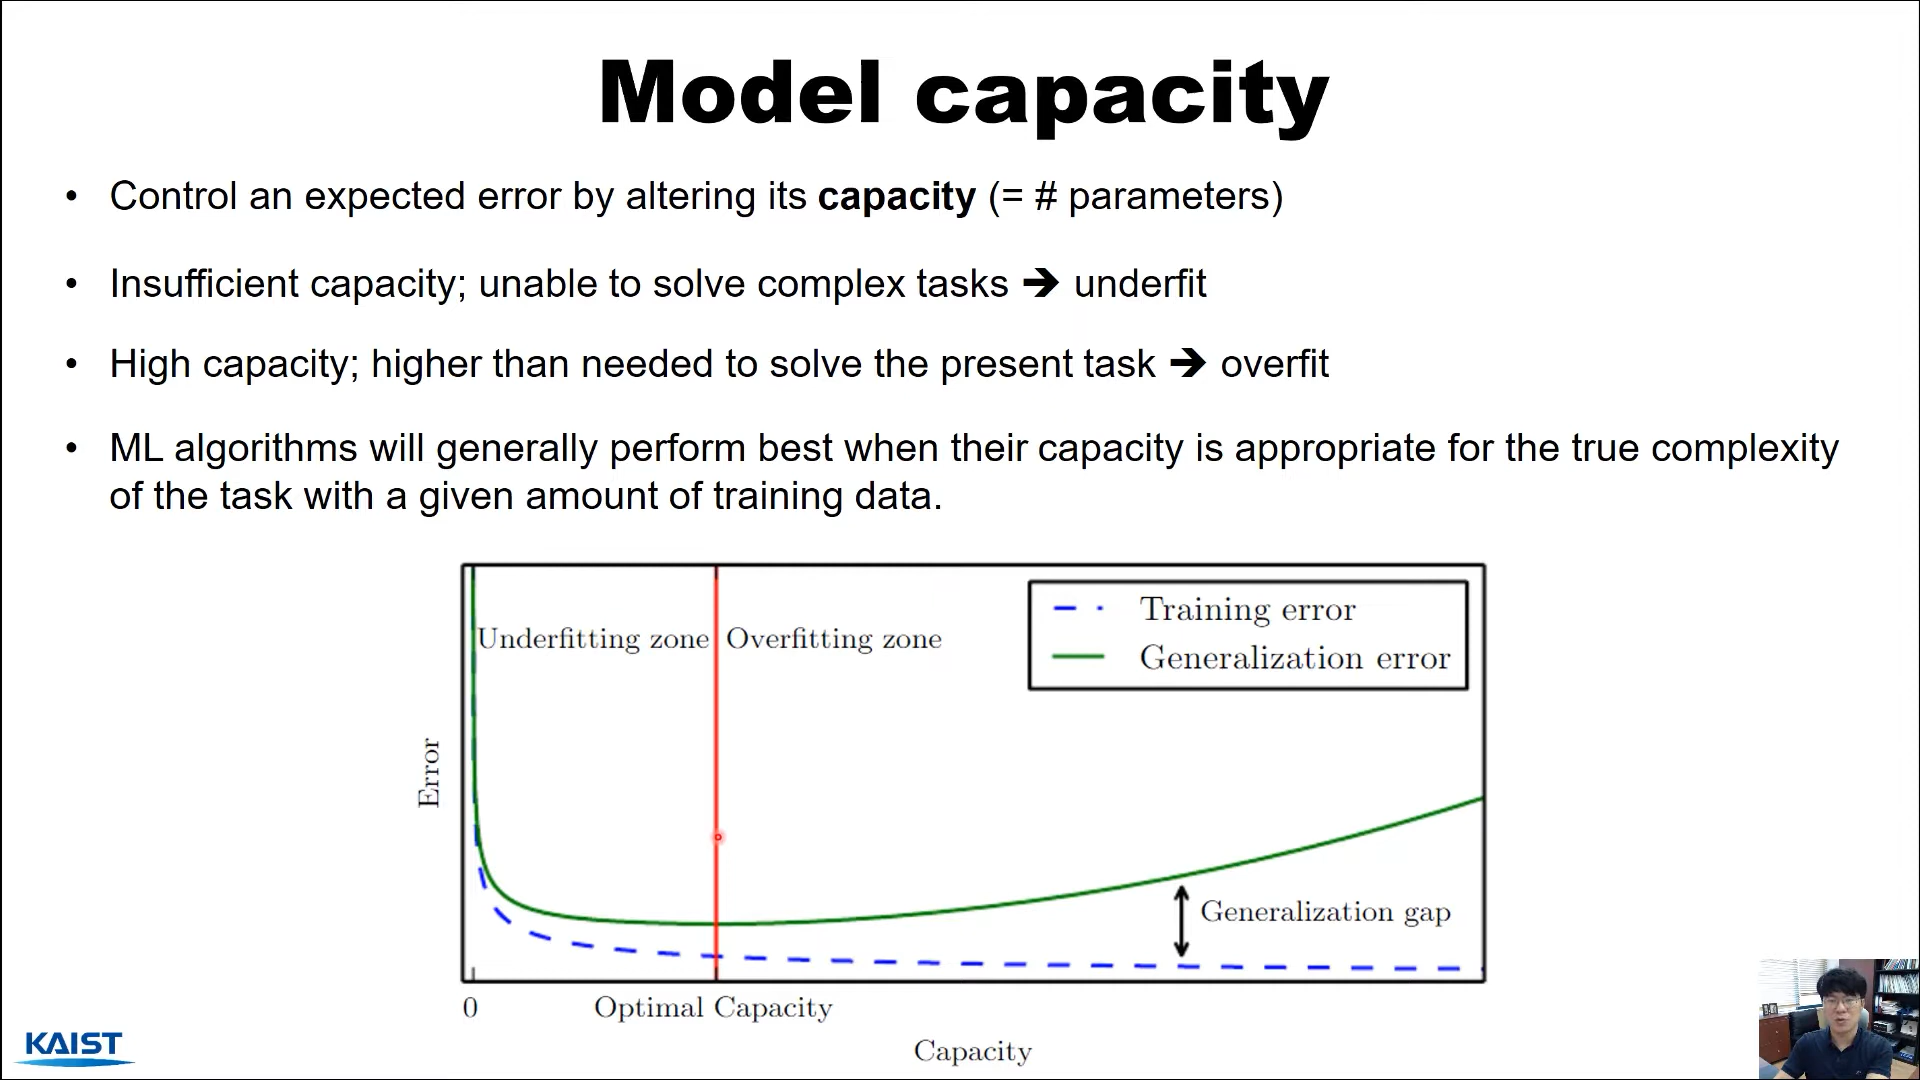 Model capacity
• Control an expected error by altering its capacity (= # parameters)
• Insufficient capacity; unable to solve complex tasks ➔ underfit
• High capacity; higher than needed to solve the present task ➔ overfit
• ML algorithms will generally perform best when their capacity is appropriate for the true complexity
of the task with a given amount of training data.
Underfitting zone
Overfitting zone
Training error
Generalization error
Error
Generalization gap
0
Optimal Capacity
Capacity
KAIST